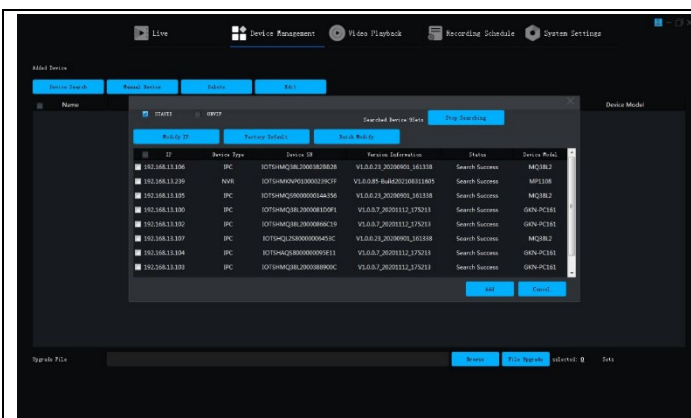 Live Device Management Video Playback Recording Schedule System Settings
Added Device
Device Search Manual Device Delete Edit
Name Device Model
ONVIF
Searched Device 9Sets Stop Searching
Modify IP Factory Default Batch Modify
IP Device Type Device SN Version Information Status Device Model
192.168.13.106 IPC IOTSHMQ38L20003828B2B V1.0.0.23_20200901_161338 Search Success MQ38L2
192.168.13.239 NVR IOTSHMKNP010000239CFF V1.0.0.85-Build202108311605 Search Success MP1108
192.168.13.105 IPC IOTSHMQS900000014A356 V1.0.0.23_20200901_161338 Search Success MQ38L2
192.168.13.100 IPC IOTSHMQ38L2000081D0F1 V1.0.0.7_20201112_175213 Search Success GKN-PC161
192.168.13.102 IPC IOTSHMQ38L20000866C19 V1.0.0.7_20201112_175213 Search Success GKN-PC161
192.168.13.107 IPC IOTSHQL2S80000006453C V1.0.0.23_20200901_161338 Search Success MQ38L2
192.168.13.104 IPC IOTSHAQS8000000095E11 V1.0.0.7_20201112_175213 Search Success GKN-PC161
192.168.13.103 IPC IOTSHMQ38L2000388900C V1.0.0.7_20201112_175213 Search Success GKN-PC161
Add Cancel
Upgrade File Browse File Upgrade selected: 0 Sets